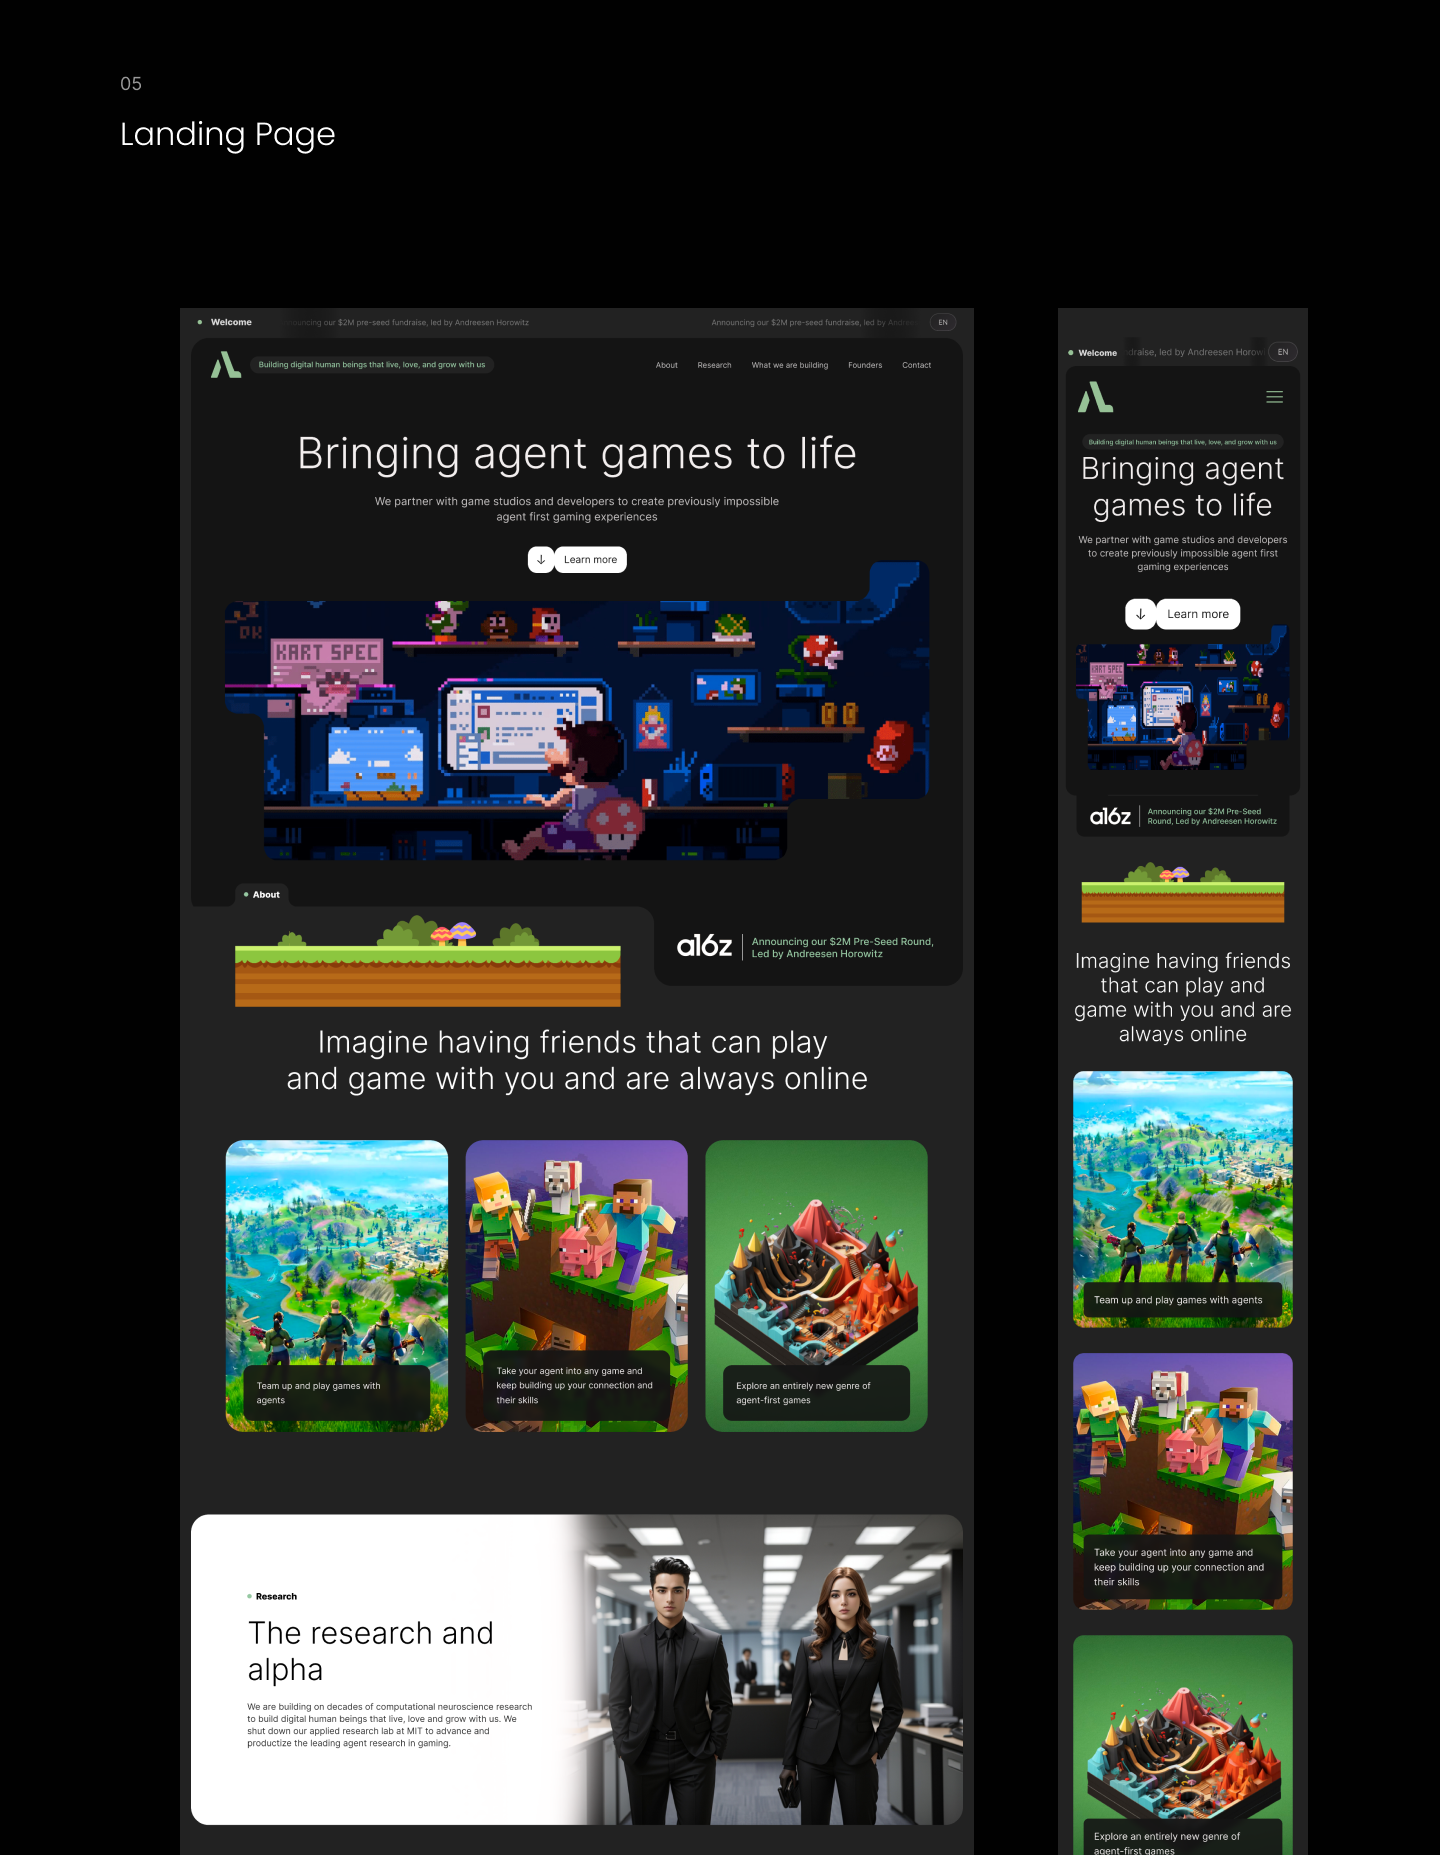 05
Landing Page
Welcome
ouncing our $2M pre-seed fundraise, led by Andreesen Horowitz
Announcing our $2M pre-seed fundraise, led by Andreesen
EN
Building digital human beings that live, love, and grow with us
About
Research
What we are building
Founders
Contact
Bringing agent games to life
We partner with game studios and developers to create previously impossible
agent first gaming experiences
Learn more
DK
KART SPEC
About
a16z
Announcing our $2M Pre-Seed Round,
Led by Andreesen Horowitz
Imagine having friends that can play
and game with you and are always online
Team up and play games with
agents
Take your agent into any game and
keep building up your connection and
their skills
Explore an entirely new genre of
agent-first games
Research
The research and
alpha
We are building on decades of computational neuroscience research
to build digital human beings that live, love and grow with us. We
shut down our applied research lab at MIT to advance and
productize the leading agent research in gaming.
Welcome
draise, led by Andreesen Horow
EN
Building digital human beings that live, love, and grow with us
Bringing agent
games to life
We partner with game studios and developers
to create previously impossible agent first
gaming experiences
Learn more
DK
KART SPEC
a16z
Announcing our $2M Pre-Seed
Round, Led by Andreesen Horowitz
Imagine having friends
that can play and
game with you and are
always online
Team up and play games with agents
Take your agent into any game and
keep building up your connection and
their skills
Explore an entirely new genre of
agent-first games